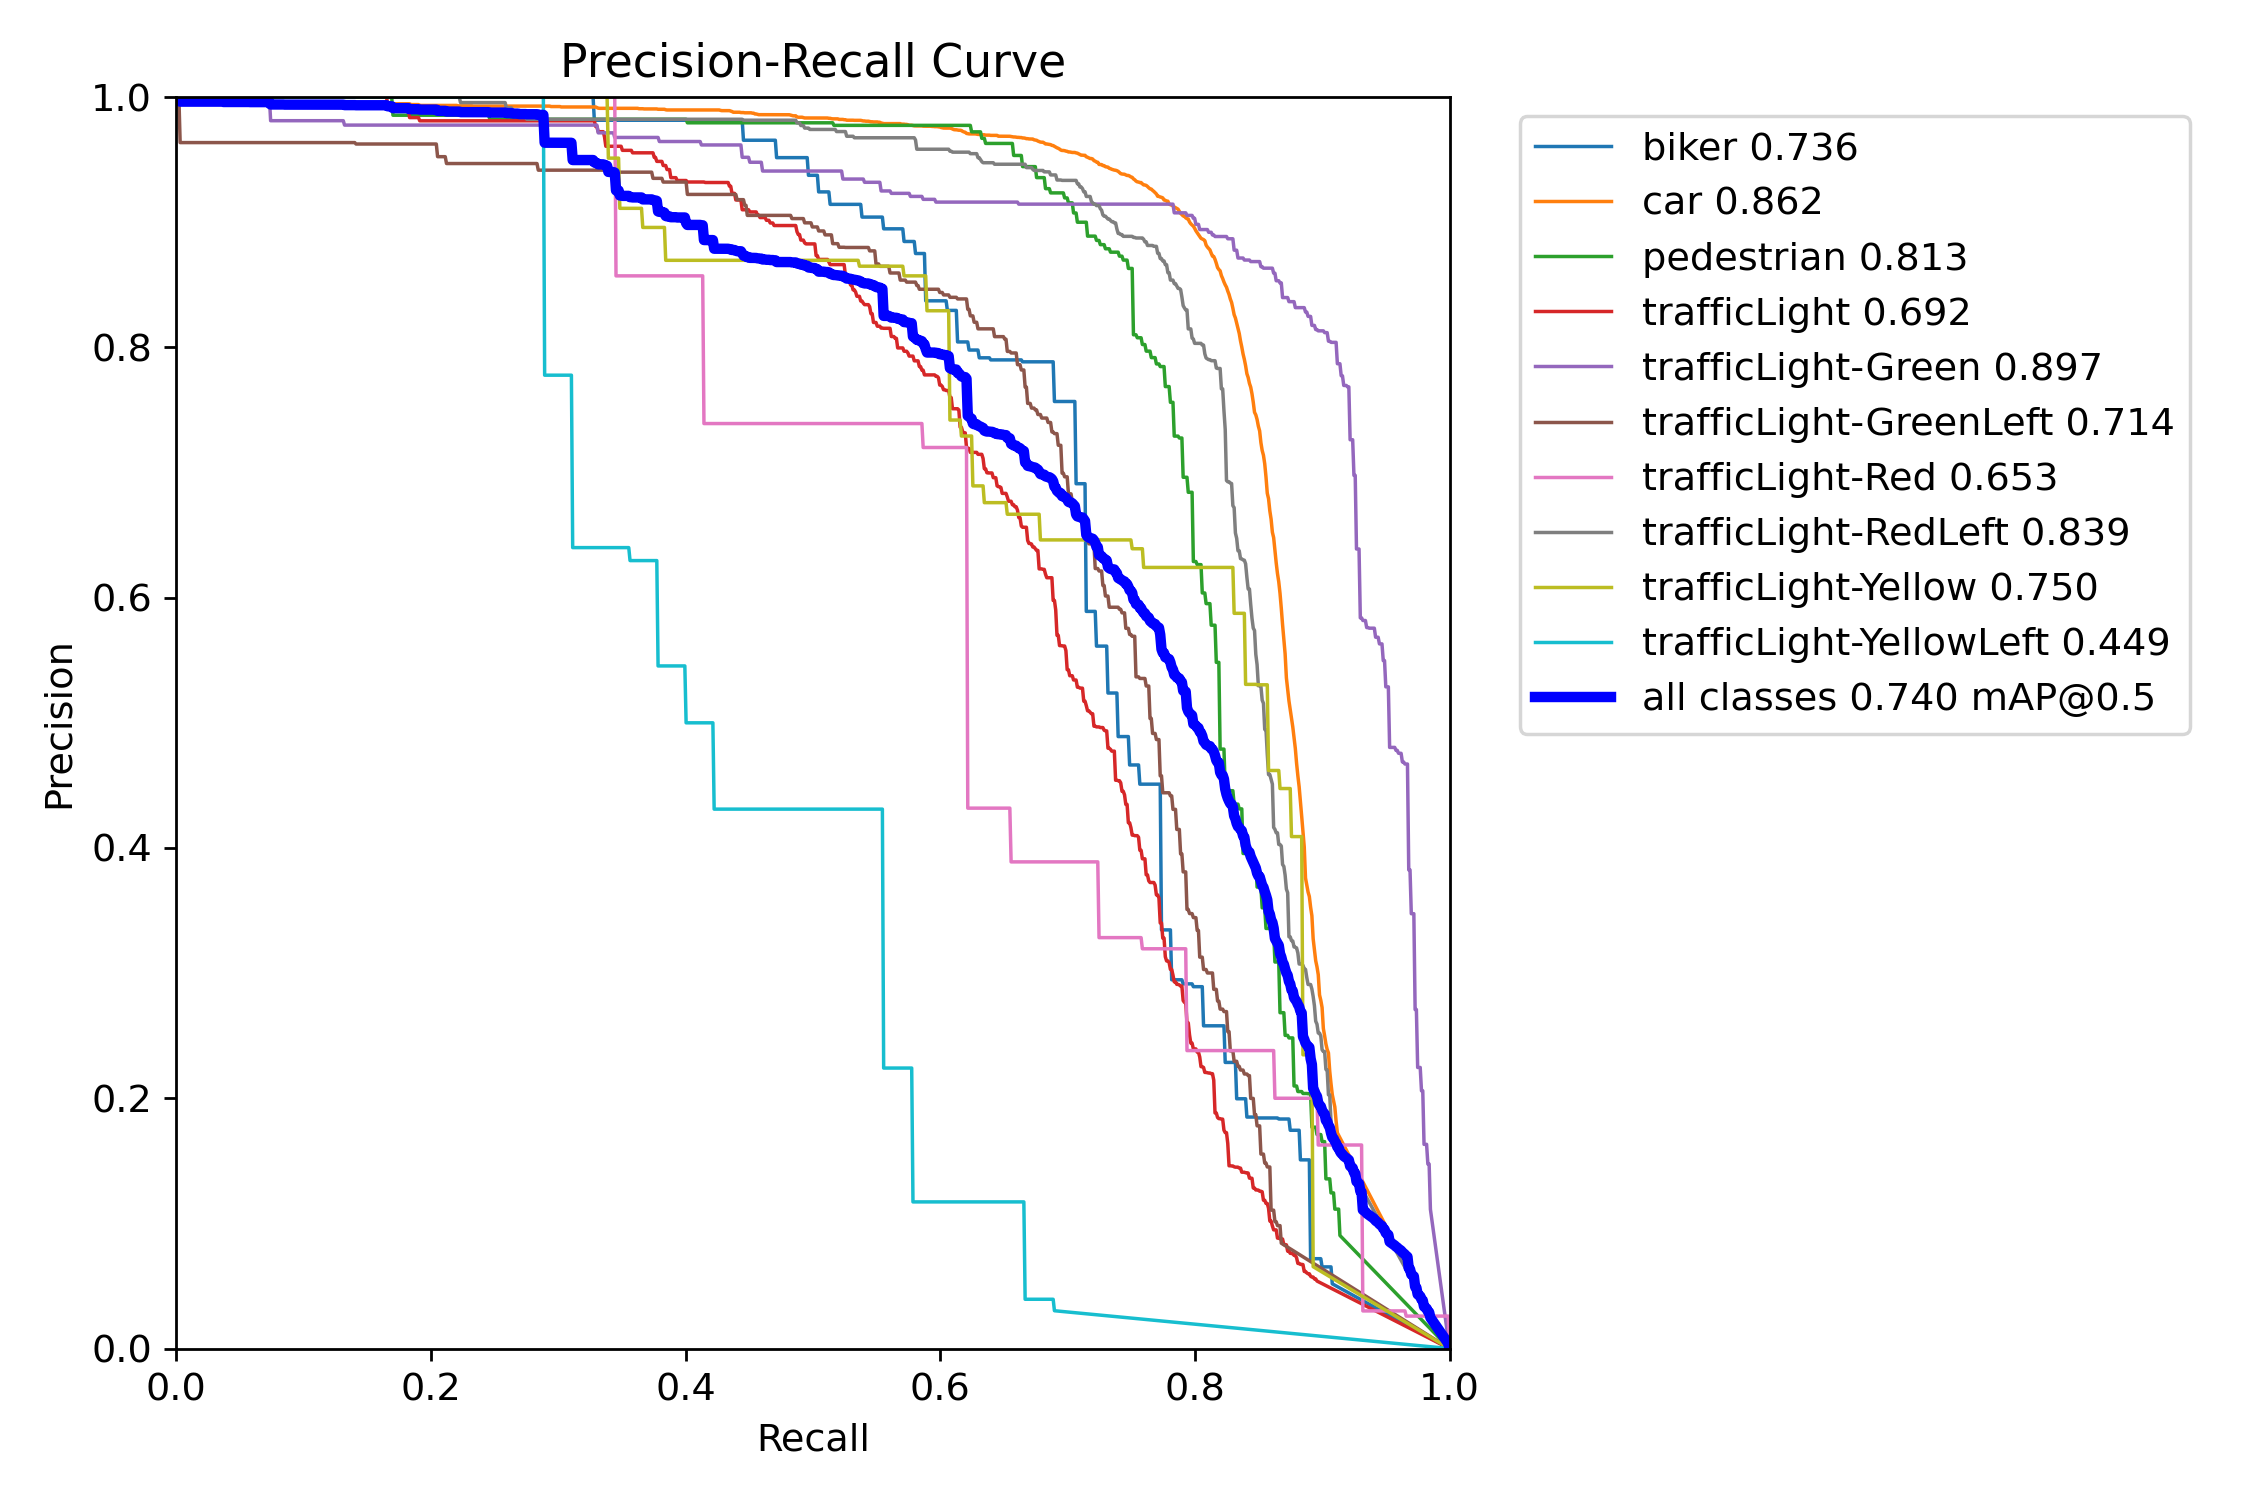 Precision-Recall Curve
1.0
0.8
0.6
0.4
0.2
0.0
Precision
0.0 0.2 0.4 0.6 0.8 1.0
Recall
biker 0.736
car 0.862
pedestrian 0.813
trafficLight 0.692
trafficLight-Green 0.897
trafficLight-GreenLeft 0.714
trafficLight-Red 0.653
trafficLight-RedLeft 0.839
trafficLight-Yellow 0.750
trafficLight-YellowLeft 0.449
all classes 0.740 mAP@0.5